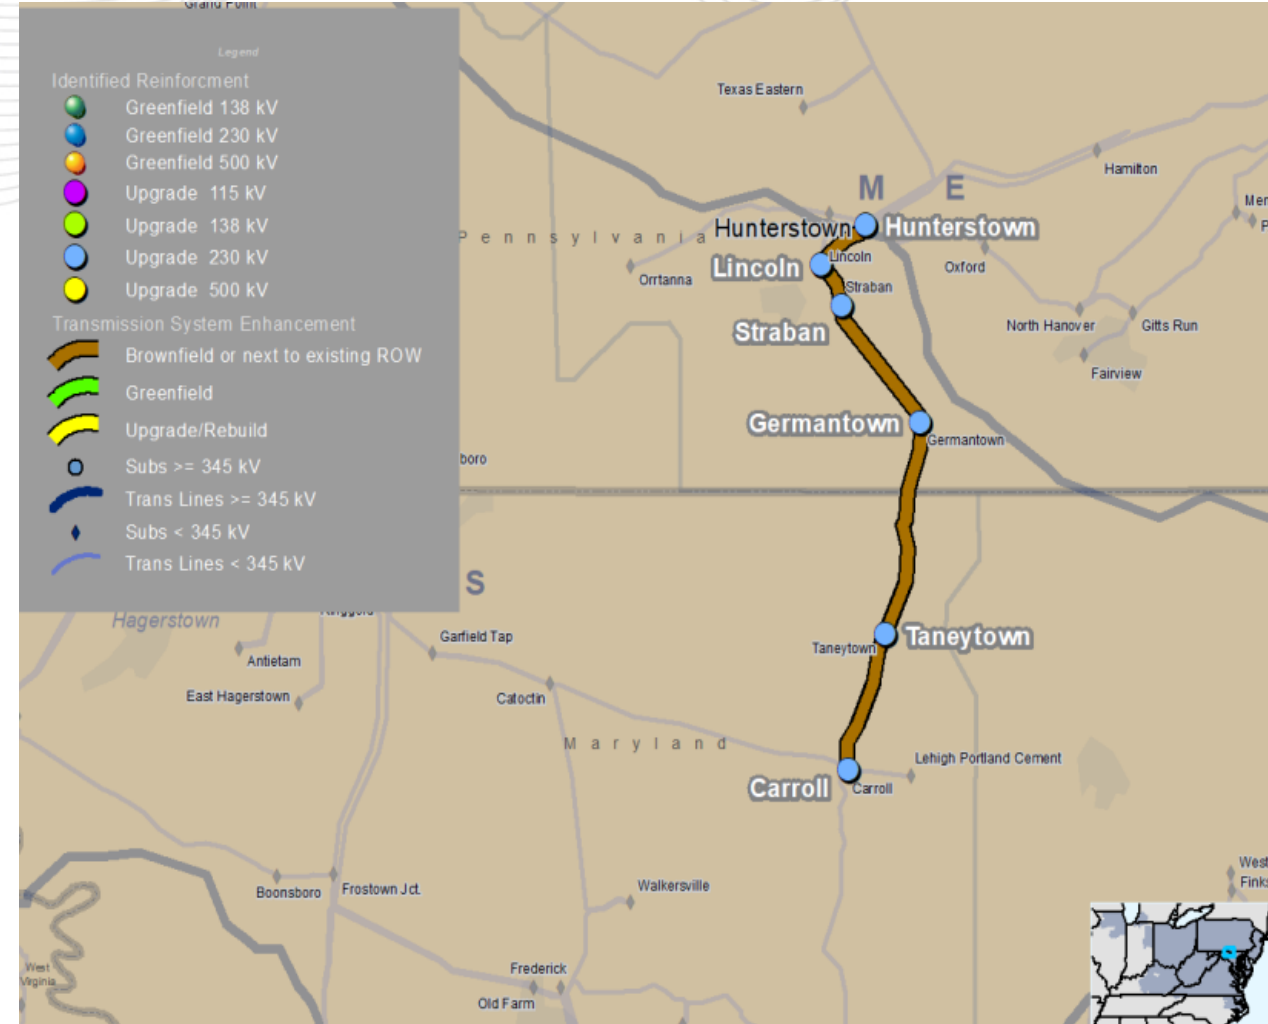 Grand Point
Legend
Identified Reinforcment
Greenfield 138 kV
Greenfield 230 kV
Greenfield 500 kV
Upgrade 115 kV
Upgrade 138 kV
Upgrade 230 kV
Upgrade 500 kV
Transmission System Enhancement
Brownfield or next to existing ROW
Greenfield
Upgrade/Rebuild
Subs >= 345 kV
Trans Lines >= 345 kV
Subs < 345 kV
Trans Lines < 345 kV
Texas Eastern
Hamilton
M E
Mer
P
Hunterstown
Hunterstown
Pennsylvania
Lincoln
Lincoln
Orrtanna
Oxford
Straban
Straban
North Hanover
Gitts Run
Fairview
Germantown
Germantown
boro
S
Hagerstown
Ringgold
Garfield Tap
Antietam
Taneytown
Taneytown
East Hagerstown
Catoctin
Maryland
Lehigh Portland Cement
Carroll
Carroll
West
Finks
Boonsboro
Frostown Jct.
Walkersville
West
Virginia
Frederick
Old Farm